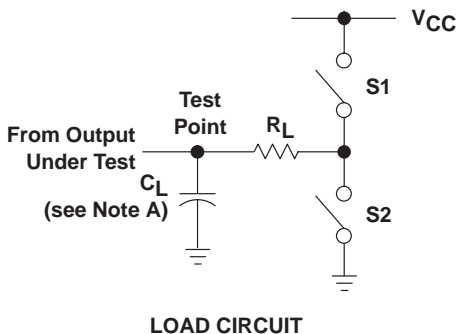 VCC
S1
Test
Point
RL
From Output
Under Test
CL
(see Note A)
S2
LOAD CIRCUIT